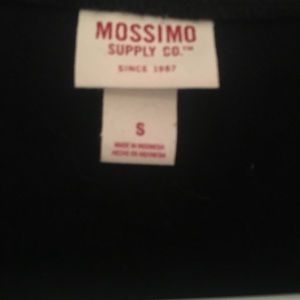 MOSSIMO
SUPPLY CO.™
SINCE 1987
S
MADE IN INDONESIA
HECHO EN INDONESIA